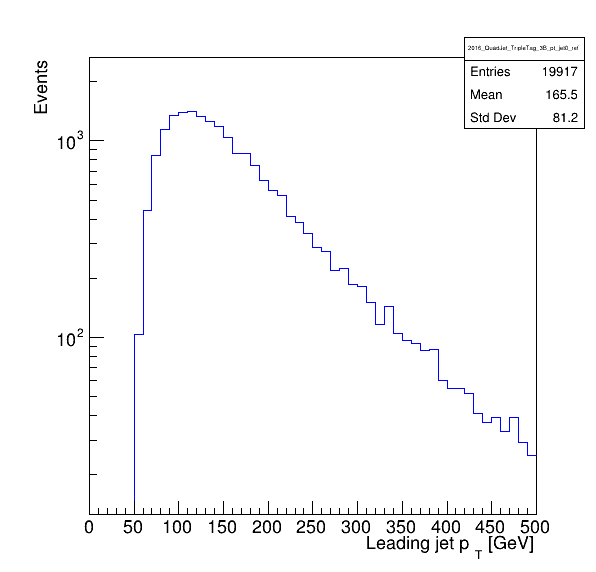 2016_QuadJet_TripleTag_3B_pt_jet0_ref
Entries 19917
Mean 165.5
Std Dev 81.2
Events
10³
10²
0 50 100 150 200 250 300 350 400 450 500
Leading jet p_T [GeV]